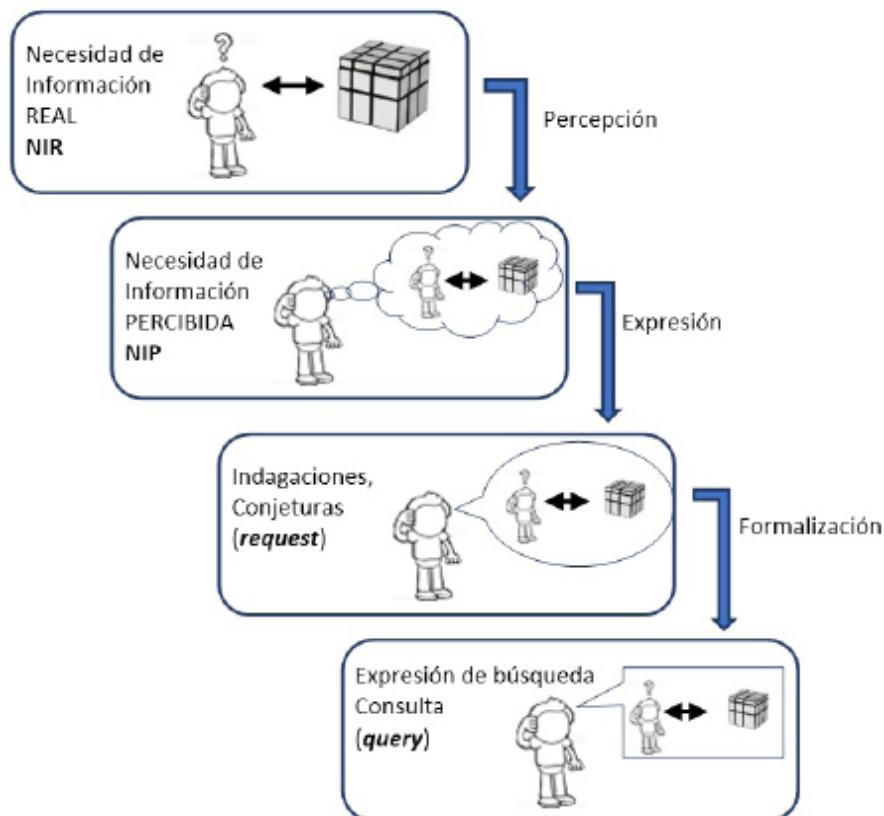 Necesidad de
Información
REAL
NIR
?
Percepción
Necesidad de
Información
PERCIBIDA
NIP
?
Expresión
Indagaciones,
Conjeturas
(request)
?
Formalización
Expresión de búsqueda
Consulta
(query)
?